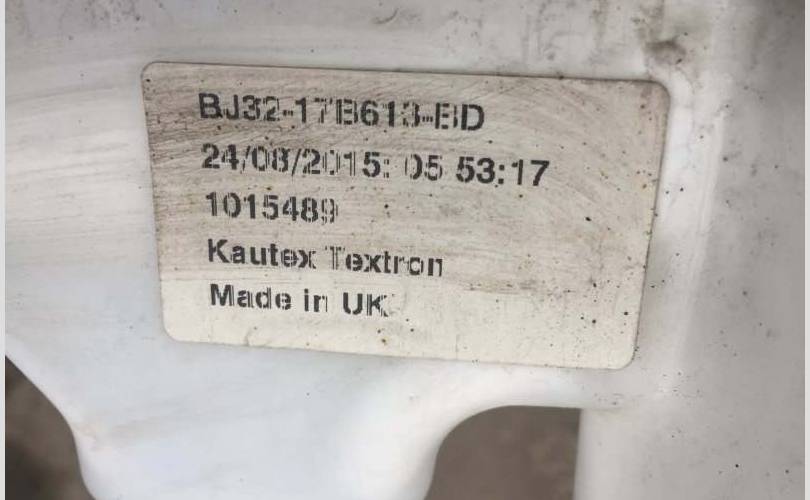 BJ32-17B613-BD
24/08/2015: 05 53:17
1015489
Kautex Textron
Made in UK